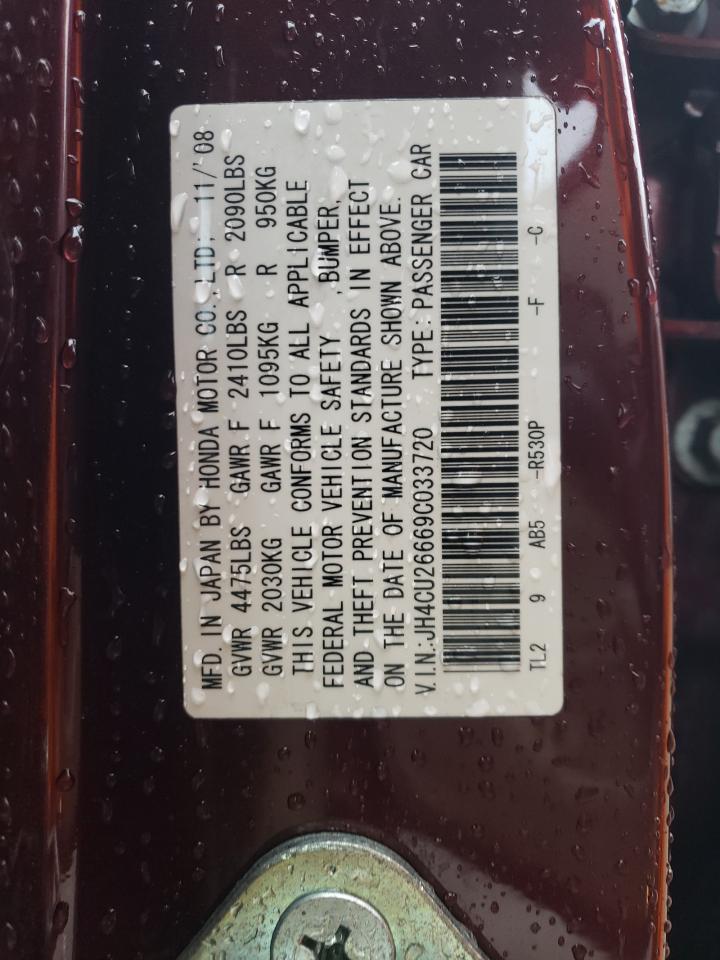 MFD. IN JAPAN BY HONDA MOTOR CO.,LTD; 11/'08
GVWR 4475LBS GAWR F 2410LBS R 2090LBS
GVWR 2030KG GAWR F 1095KG R 950KG
THIS VEHICLE CONFORMS TO ALL APPLICABLE
FEDERAL MOTOR VEHICLE SAFETY ,BUMPER,
AND THEFT PREVENTION STANDARDS IN EFFECT
ON THE DATE OF MANUFACTURE SHOWN ABOVE.
V.IN:JH4CU26669C033720 TYPE:PASSENGER CAR
TL2 9 AB5 -R530P -F -C